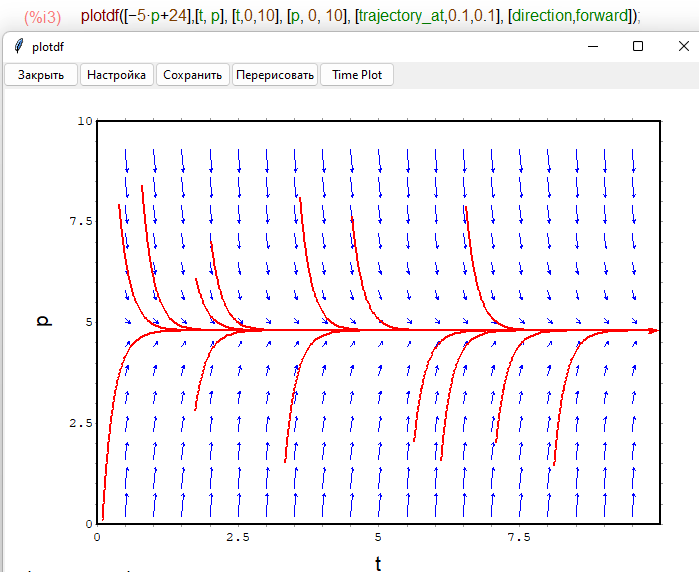 (%i3) plotdf([−5·p+24],[t, p], [t,0,10], [p, 0, 10], [trajectory_at,0.1,0.1], [direction,forward]);
plotdf
Закрыть Настройка Сохранить Перерисовать Time Plot
10
7.5
5
p
2.5
0
0 2.5 5 7.5
t